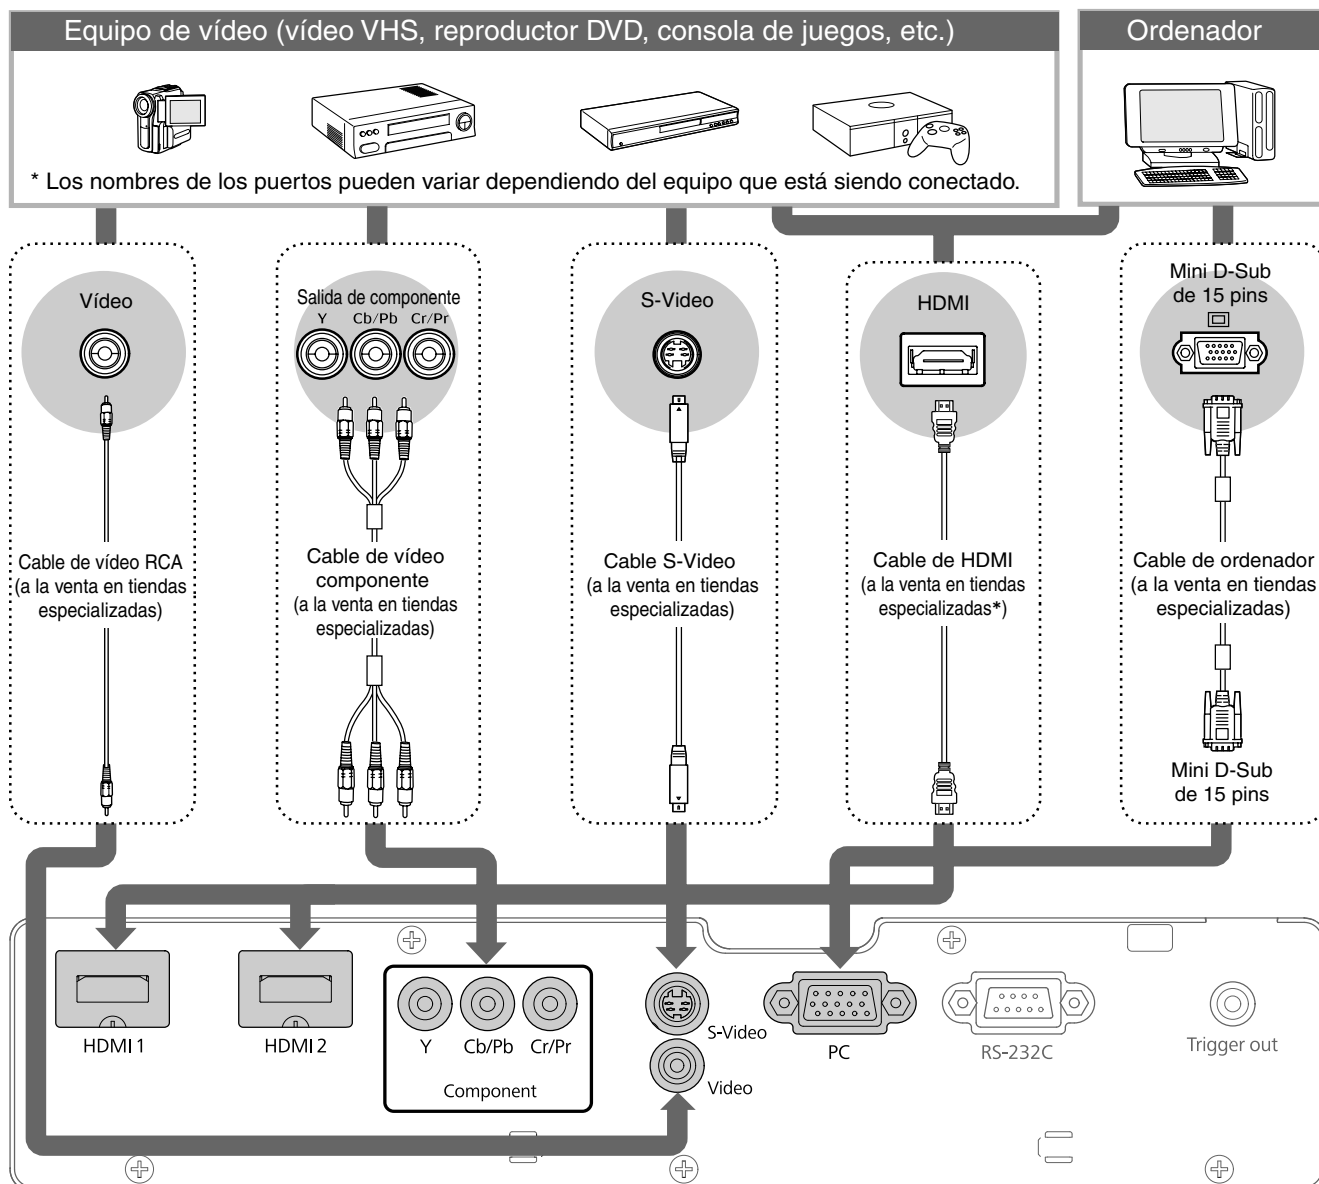 Equipo de vídeo (vídeo VHS, reproductor DVD, consola de juegos, etc.)
Ordenador
* Los nombres de los puertos pueden variar dependiendo del equipo que está siendo conectado.
Vídeo
Salida de componente
Y Cb/Pb Cr/Pr
S-Video
HDMI
Mini D-Sub
de 15 pins
Cable de vídeo RCA
(a la venta en tiendas
especializadas)
Cable de vídeo
componente
(a la venta en tiendas
especializadas)
Cable S-Video
(a la venta en tiendas
especializadas)
Cable de HDMI
(a la venta en tiendas
especializadas*)
Cable de ordenador
(a la venta en tiendas
especializadas)
Mini D-Sub
de 15 pins
HDMI 1
HDMI 2
Y Cb/Pb Cr/Pr
Component
S-Video
Video
PC
RS-232C
Trigger out